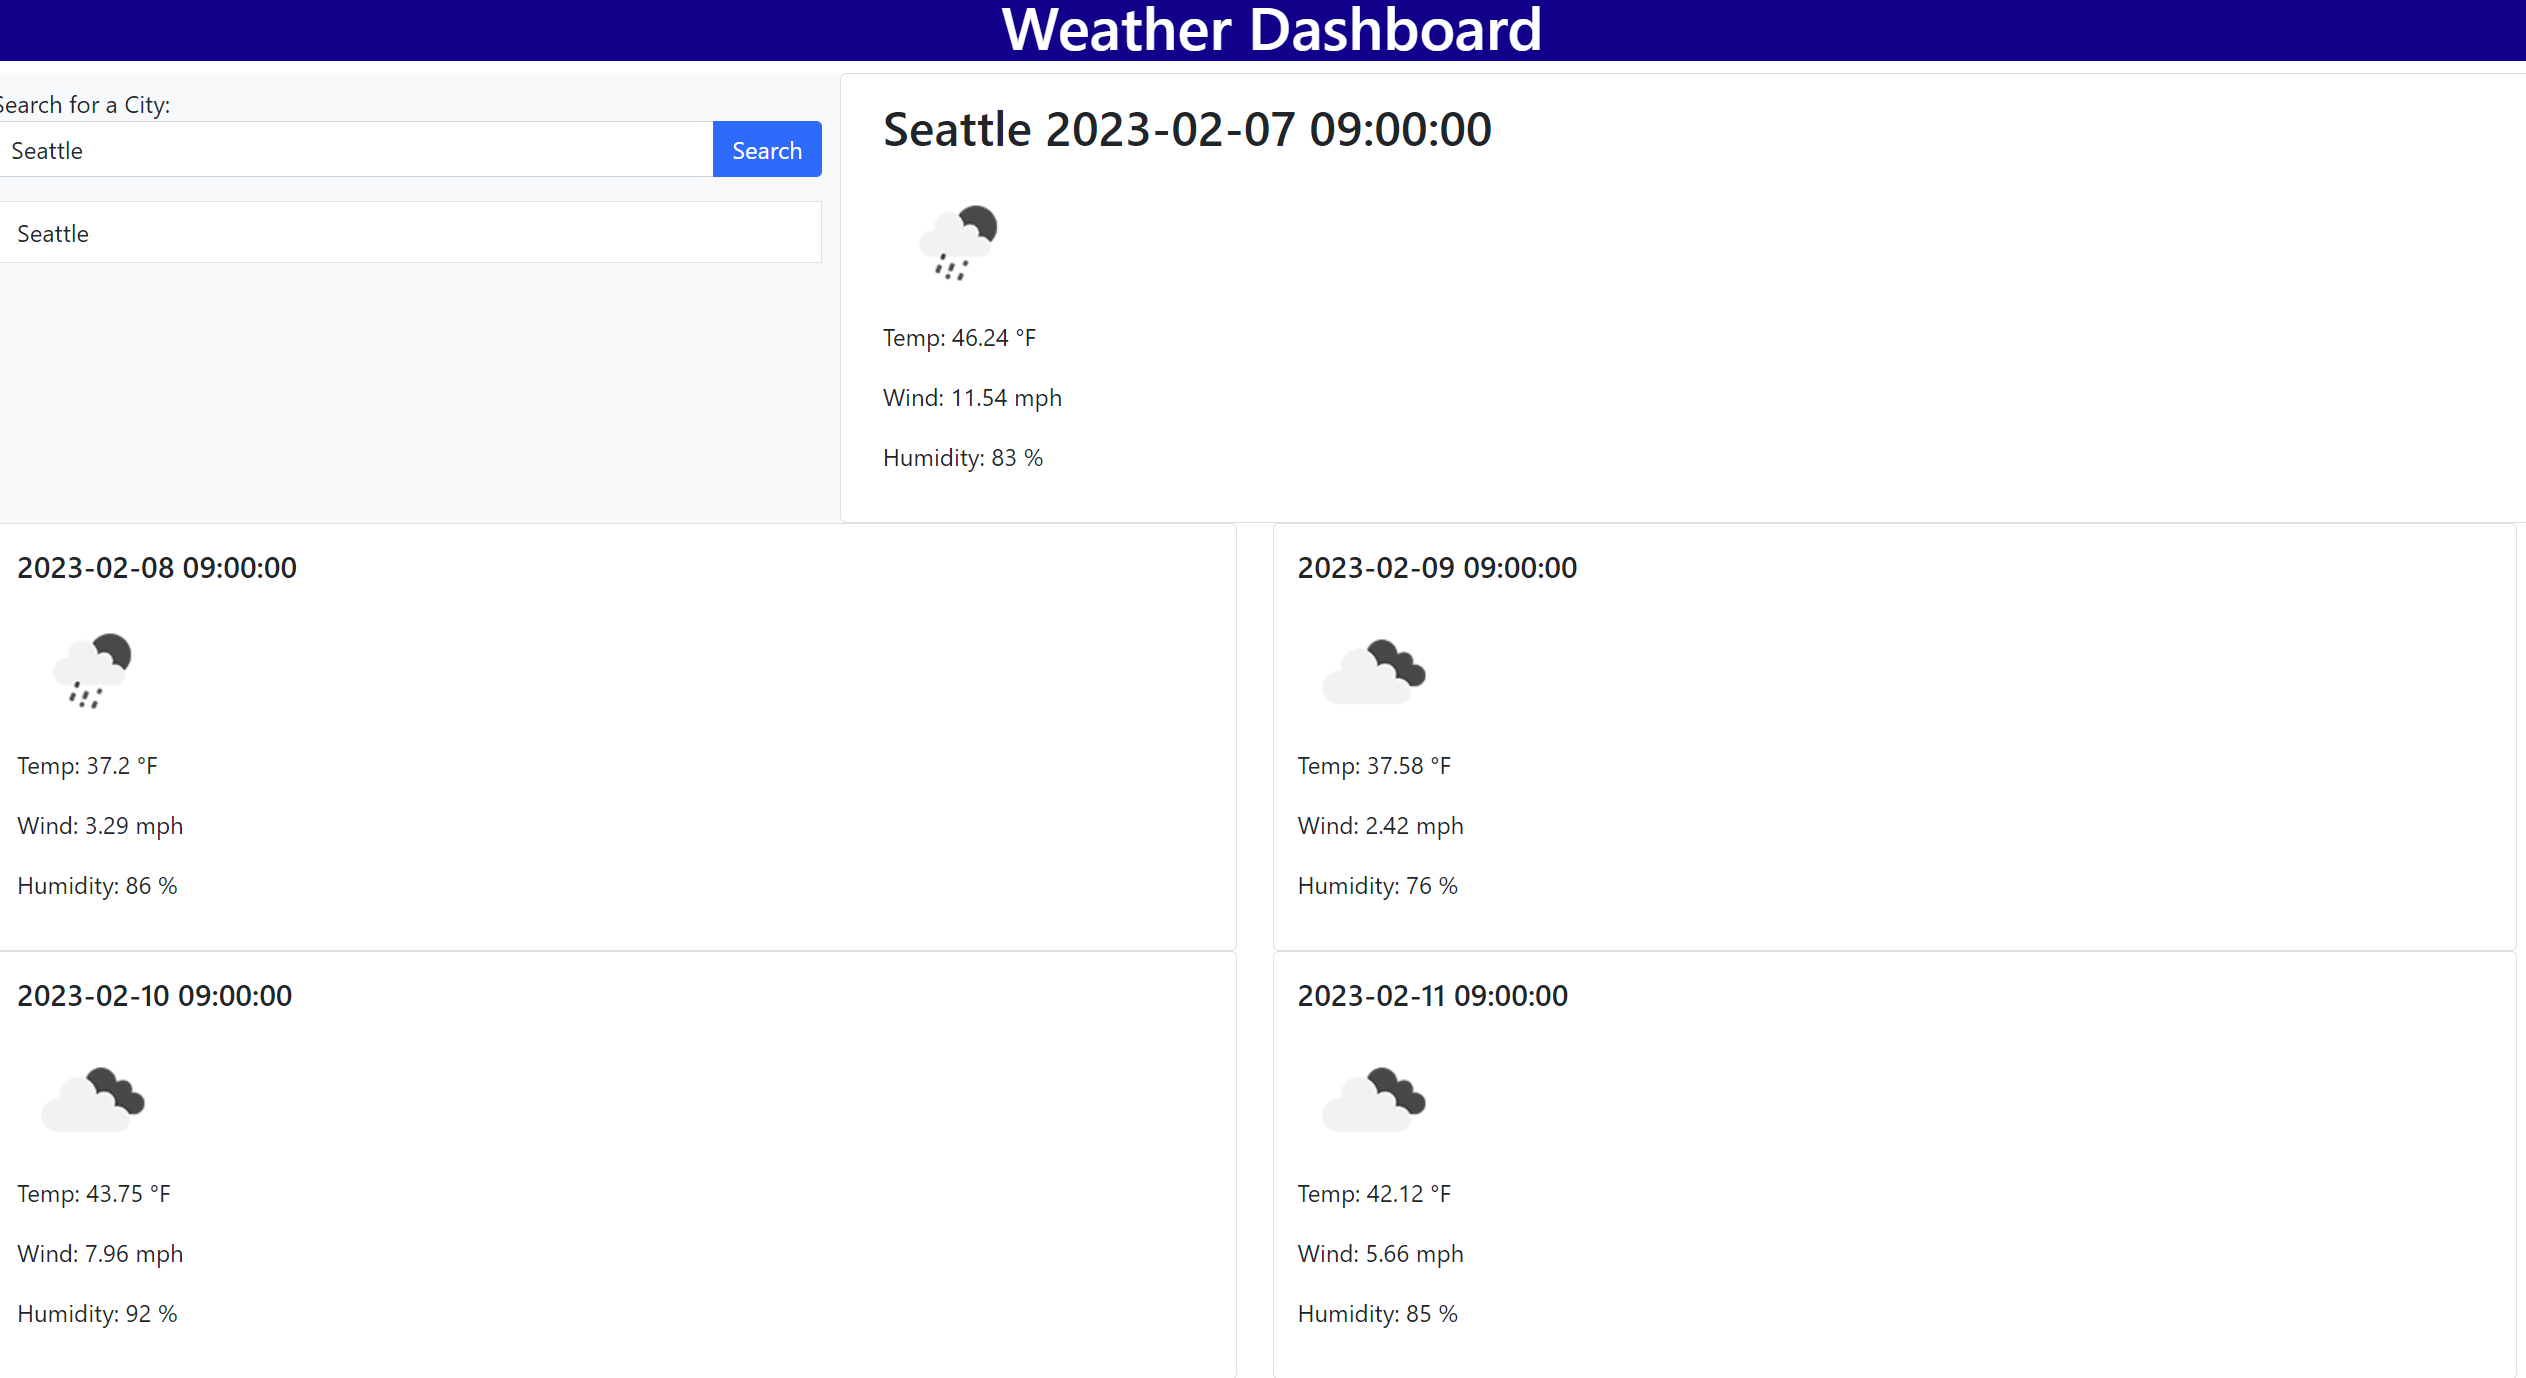 Weather Dashboard
Search for a City:
Seattle
Search
Seattle
Seattle 2023-02-07 09:00:00
Temp: 46.24 °F
Wind: 11.54 mph
Humidity: 83 %
2023-02-08 09:00:00
Temp: 37.2 °F
Wind: 3.29 mph
Humidity: 86 %
2023-02-09 09:00:00
Temp: 37.58 °F
Wind: 2.42 mph
Humidity: 76 %
2023-02-10 09:00:00
Temp: 43.75 °F
Wind: 7.96 mph
Humidity: 92 %
2023-02-11 09:00:00
Temp: 42.12 °F
Wind: 5.66 mph
Humidity: 85 %